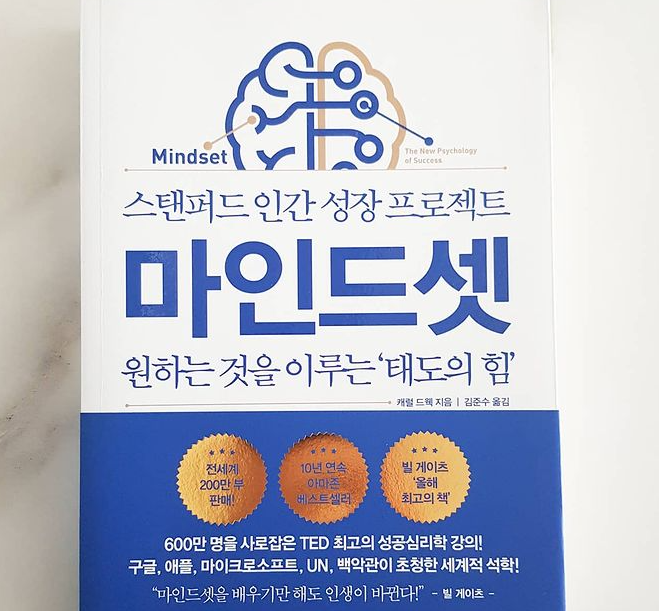 Mindset
The New Psychology
of Success
스탠퍼드 인간 성장 프로젝트
마인드셋
원하는 것을 이루는 ‘태도의 힘’
캐럴 드웩 지음 | 김준수 옮김
전세계
200만 부
판매!
10년 연속
아마존
베스트셀러
빌 게이츠
‘올해
최고의 책’
600만 명을 사로잡은 TED 최고의 성공심리학 강의!
구글, 애플, 마이크로소프트, UN, 백악관이 초청한 세계적 석학!
“마인드셋을 배우기만 해도 인생이 바뀐다!” - 빌 게이츠 -